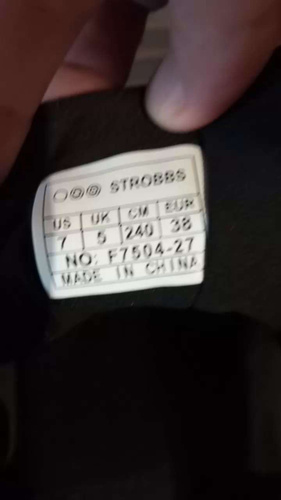 STROBBS
US UK CM EUR
7 5 240 38
NO: F7504-27
MADE IN CHINA